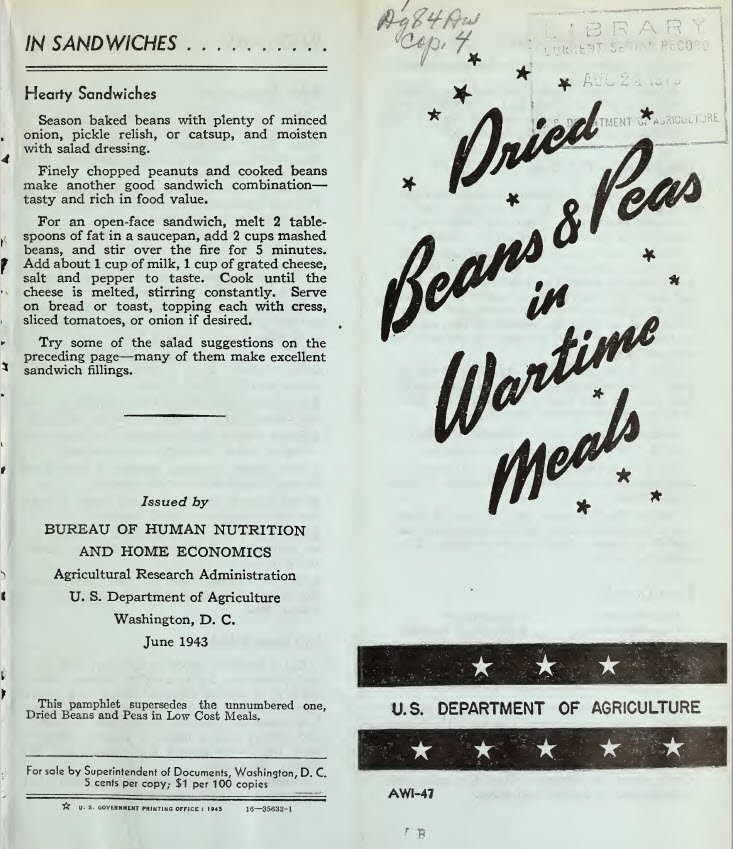 IN SANDWICHES . . . . . . . . . .
Hearty Sandwiches
Season baked beans with plenty of minced
onion, pickle relish, or catsup, and moisten
with salad dressing.
Finely chopped peanuts and cooked beans
make another good sandwich combination—
tasty and rich in food value.
For an open-face sandwich, melt 2 table-
spoons of fat in a saucepan, add 2 cups mashed
beans, and stir over the fire for 5 minutes.
Add about 1 cup of milk, 1 cup of grated cheese,
salt and pepper to taste. Cook until the
cheese is melted, stirring constantly. Serve
on bread or toast, topping each with cress,
sliced tomatoes, or onion if desired.
Try some of the salad suggestions on the
preceding page—many of them make excellent
sandwich fillings.
Issued by
BUREAU OF HUMAN NUTRITION
AND HOME ECONOMICS
Agricultural Research Administration
U. S. Department of Agriculture
Washington, D. C.
June 1943
This pamphlet supersedes the unnumbered one,
Dried Beans and Peas in Low Cost Meals.
For sale by Superintendent of Documents, Washington, D. C.
5 cents per copy; $1 per 100 copies
☆ U. S. GOVERNMENT PRINTING OFFICE : 1943 16—35632-1
Ag84Aw
Cop. 4
LIBRARY
CURRENT SERIAL RECORD
AUG 24
DEPARTMENT OF AGRICULTURE
Dried
Beans & Peas
in
Wartime
Meals
U. S. DEPARTMENT OF AGRICULTURE
AWI-47
B